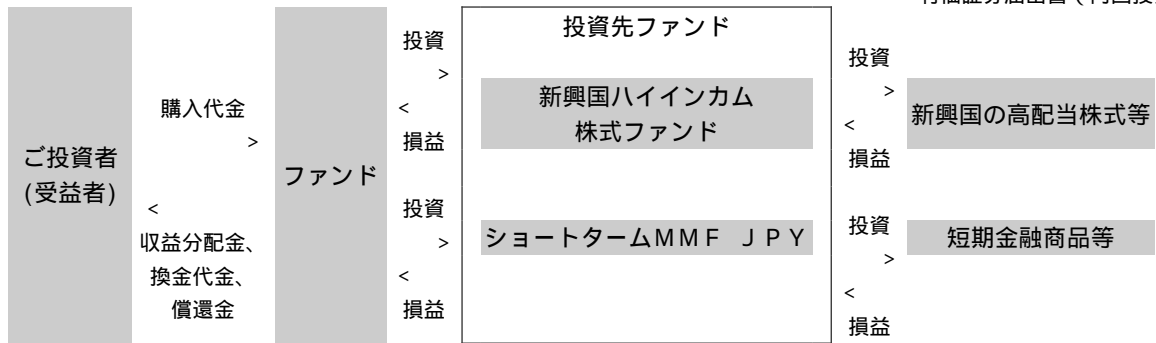 投資先ファンド
投資
>
<
損益
新興国ハイインカム
株式ファンド
投資
>
<
損益
新興国の高配当株式等
購入代金
>
ご投資者
(受益者)
ファンド
<
収益分配金、
換金代金、
償還金
投資
>
<
損益
ショートタームMMF JPY
投資
>
<
損益
短期金融商品等